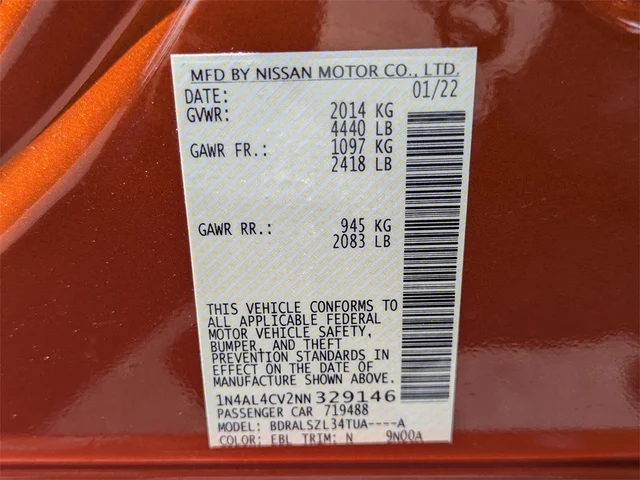 MFD BY NISSAN MOTOR CO., LTD.
DATE: 01/22
GVWR: 2014 KG
4440 LB
GAWR FR.: 1097 KG
2418 LB
GAWR RR.: 945 KG
2083 LB
THIS VEHICLE CONFORMS TO
ALL APPLICABLE FEDERAL
MOTOR VEHICLE SAFETY,
BUMPER, AND THEFT
PREVENTION STANDARDS IN
EFFECT ON THE DATE OF
MANUFACTURE SHOWN ABOVE.
1N4AL4CV2NN329146
PASSENGER CAR 719488
MODEL: BDRALSZL34TUA----A
COLOR: EBL TRIM: N 9N00A